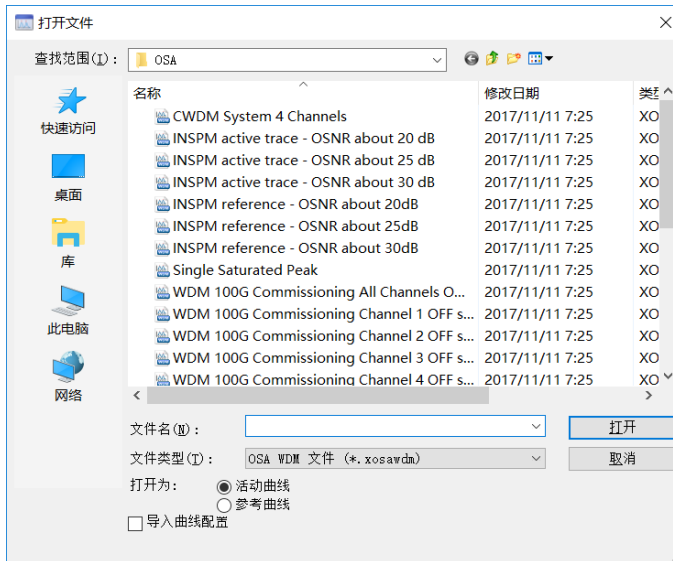 打开文件
查找范围(I): OSA
快速访问
桌面
库
此电脑
网络
名称 修改日期 类型
CWDM System 4 Channels 2017/11/11 7:25 XO
INSPM active trace - OSNR about 20 dB 2017/11/11 7:25 XO
INSPM active trace - OSNR about 25 dB 2017/11/11 7:25 XO
INSPM active trace - OSNR about 30 dB 2017/11/11 7:25 XO
INSPM reference - OSNR about 20dB 2017/11/11 7:25 XO
INSPM reference - OSNR about 25dB 2017/11/11 7:25 XO
INSPM reference - OSNR about 30dB 2017/11/11 7:25 XO
Single Saturated Peak 2017/11/11 7:25 XO
WDM 100G Commissioning All Channels O... 2017/11/11 7:25 XO
WDM 100G Commissioning Channel 1 OFF s... 2017/11/11 7:25 XO
WDM 100G Commissioning Channel 2 OFF s... 2017/11/11 7:25 XO
WDM 100G Commissioning Channel 3 OFF s... 2017/11/11 7:25 XO
WDM 100G Commissioning Channel 4 OFF s... 2017/11/11 7:25 XO
文件名(N): 打开
文件类型(T): OSA WDM 文件 (*.xosawdm) 取消
打开为: 活动曲线
参考曲线
导入曲线配置